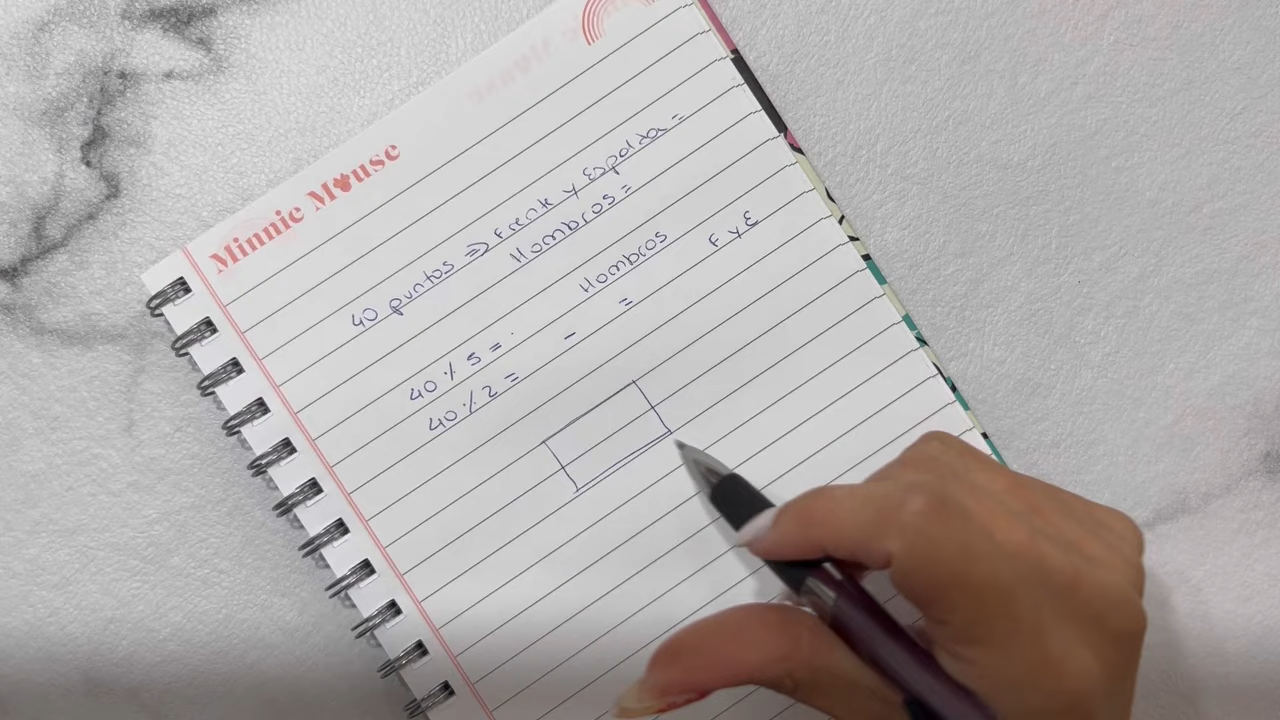 Minnie Mouse
40 puntos => Frente y Espalda =
Hombros =
Hombros F y E
40 % 5 = . - =
40 % 2 =